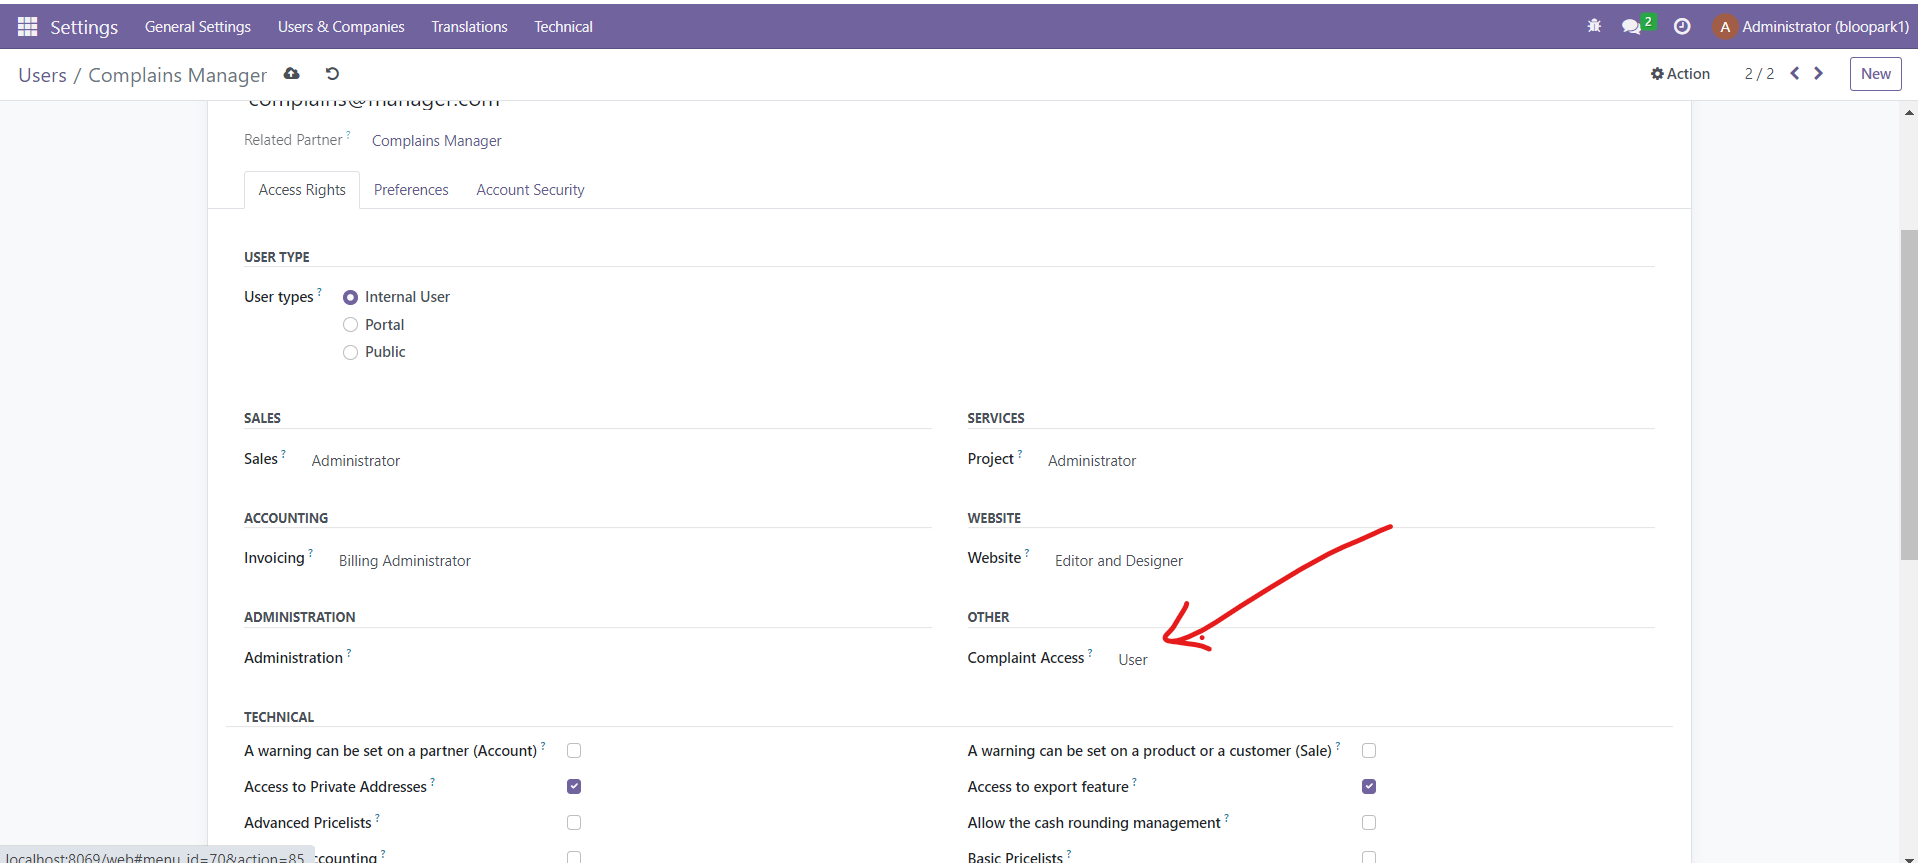 Settings General Settings Users & Companies Translations Technical 2 A Administrator (bloopark1)
Users / Complains Manager Action 2 / 2 New
complains@manager.com
Related Partner ? Complains Manager
Access Rights Preferences Account Security
USER TYPE
User types ? Internal User
Portal
Public
SALES SERVICES
Sales ? Administrator Project ? Administrator
ACCOUNTING WEBSITE
Invoicing ? Billing Administrator Website ? Editor and Designer
ADMINISTRATION OTHER
Administration ? Complaint Access ? User
TECHNICAL
A warning can be set on a partner (Account) ? A warning can be set on a product or a customer (Sale) ?
Access to Private Addresses ? Access to export feature ?
Advanced Pricelists ? Allow the cash rounding management ?
localhost:8069/web#menu_id=70&action=85 ccounting ? Basic Pricelists ?